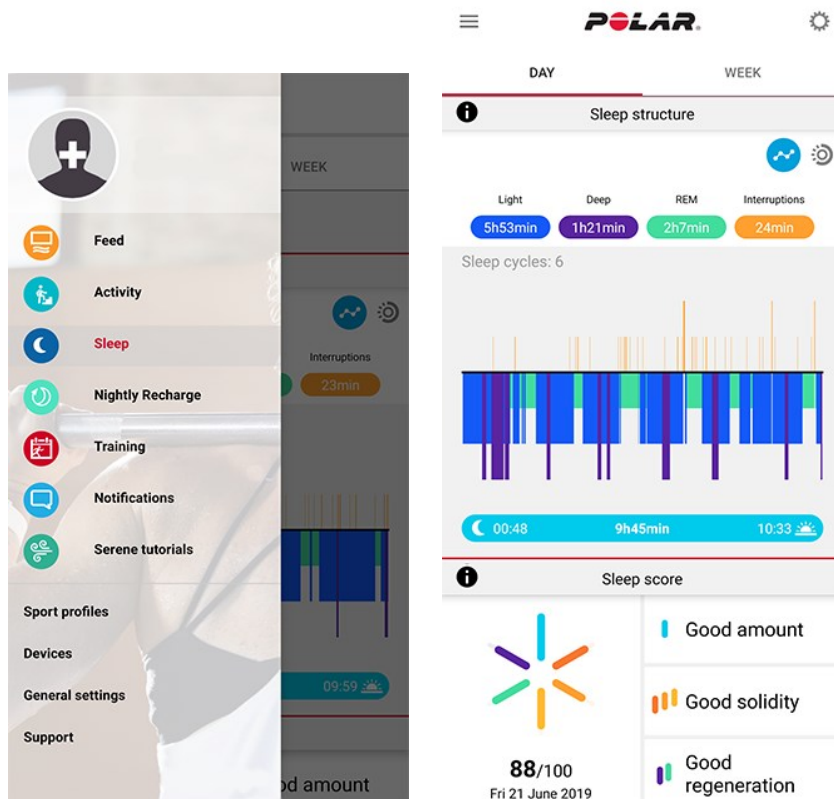 WEEK
Feed
Activity
Sleep
Nightly Recharge
Training
Notifications
Serene tutorials
Sport profiles
Devices
General settings
Support
Interruptions
23min
09:59
od amount
POLAR
DAY
WEEK
Sleep structure
Light
Deep
REM
Interruptions
5h53min
1h21min
2h7min
24min
Sleep cycles: 6
00:48
9h45min
10:33
Sleep score
Good amount
Good solidity
Good
regeneration
88/100
Fri 21 June 2019